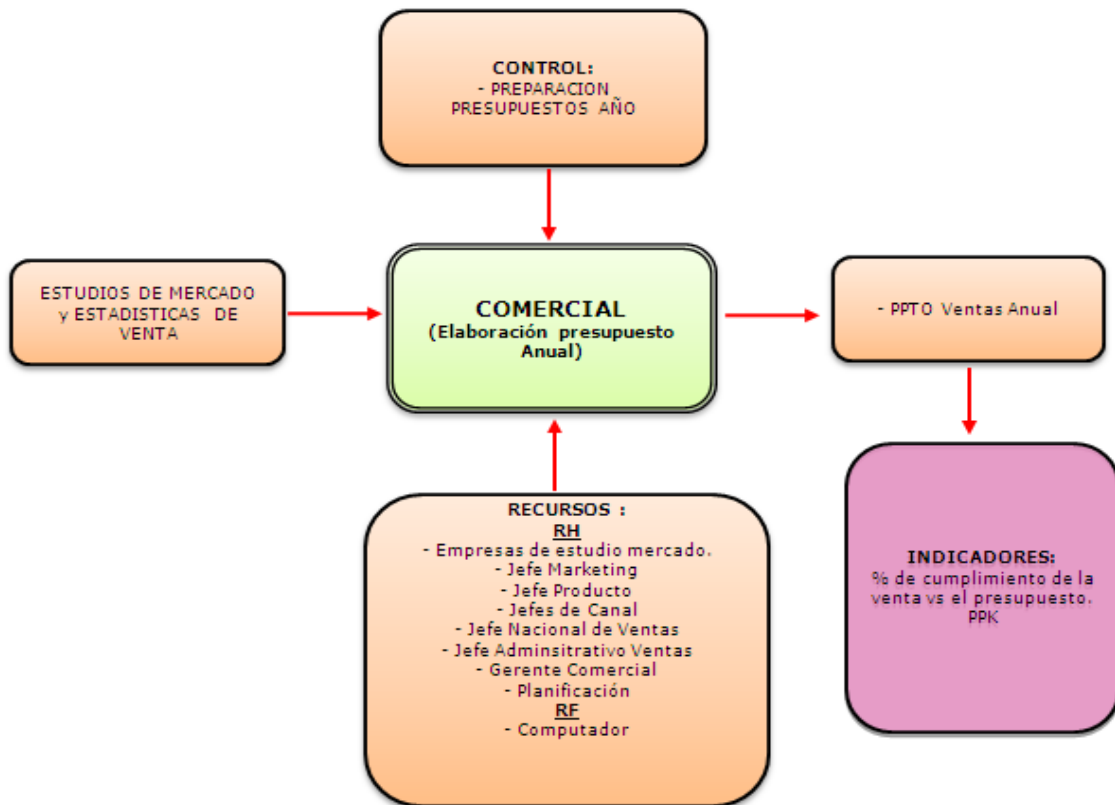 CONTROL:
- PREPARACION
PRESUPUESTOS AÑO
ESTUDIOS DE MERCADO
y ESTADISTICAS DE
VENTA
COMERCIAL
(Elaboración presupuesto
Anual)
- PPTO Ventas Anual
RECURSOS :
RH
- Empresas de estudio mercado.
- Jefe Marketing
- Jefe Producto
- Jefes de Canal
- Jefe Nacional de Ventas
- Jefe Adminsitrativo Ventas
- Gerente Comercial
- Planificación
RF
- Computador
INDICADORES:
% de cumplimiento de la
venta vs el presupuesto.
PPK